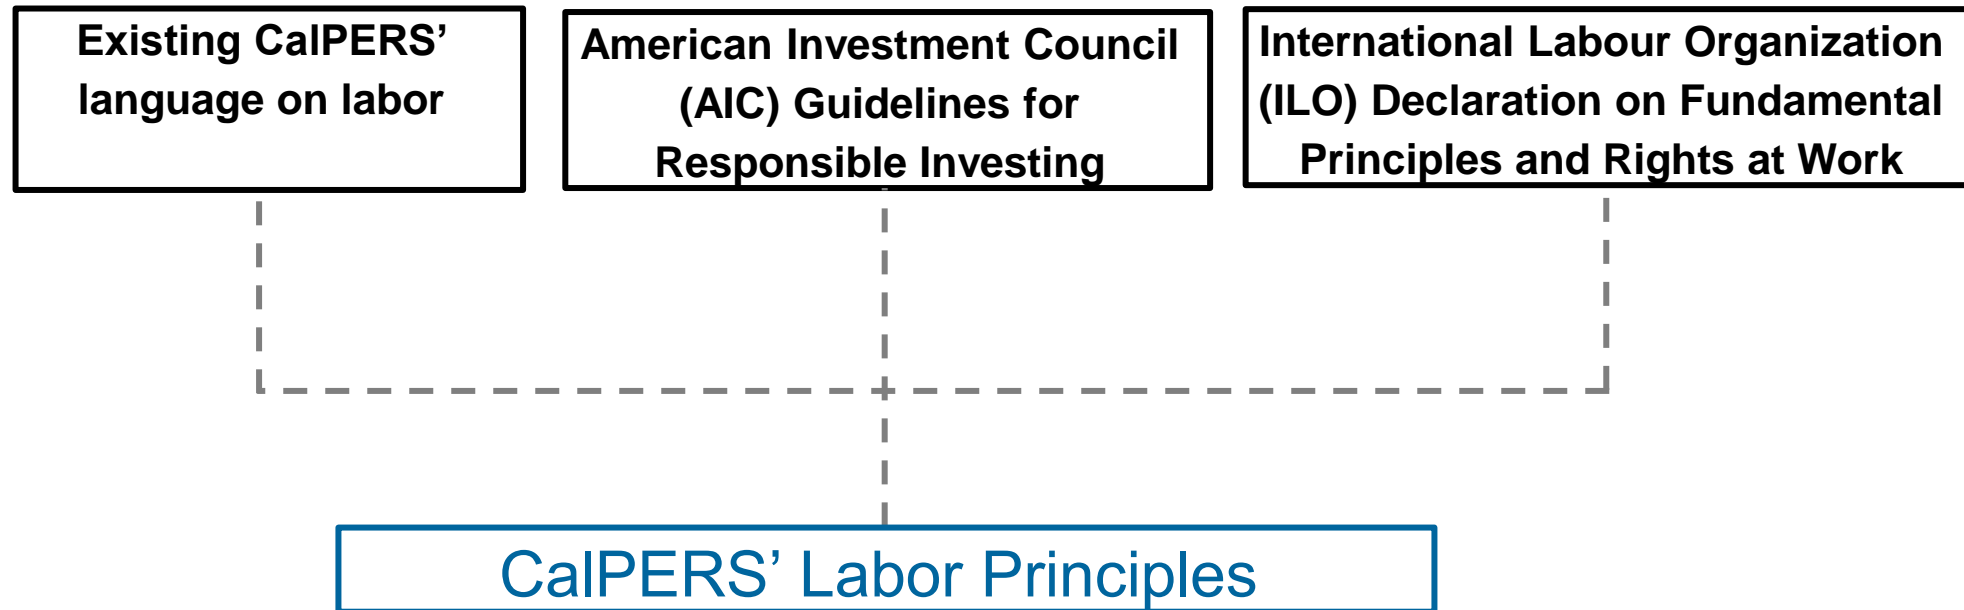 Existing CalPERS’
language on labor
American Investment Council
(AIC) Guidelines for
Responsible Investing
International Labour Organization
(ILO) Declaration on Fundamental
Principles and Rights at Work
CalPERS’ Labor Principles